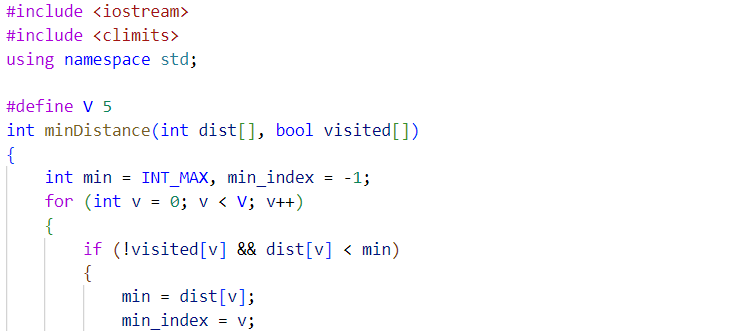 #include <iostream>
#include <climits>
using namespace std;

#define V 5
int minDistance(int dist[], bool visited[])
{
    int min = INT_MAX, min_index = -1;
    for (int v = 0; v < V; v++)
    {
        if (!visited[v] && dist[v] < min)
        {
            min = dist[v];
            min_index = v;